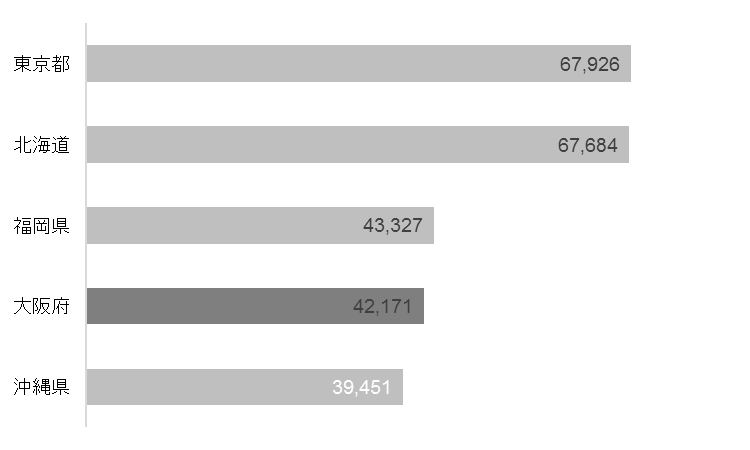 東京都 67,926
北海道 67,684
福岡県 43,327
大阪府 42,171
沖縄県 39,451